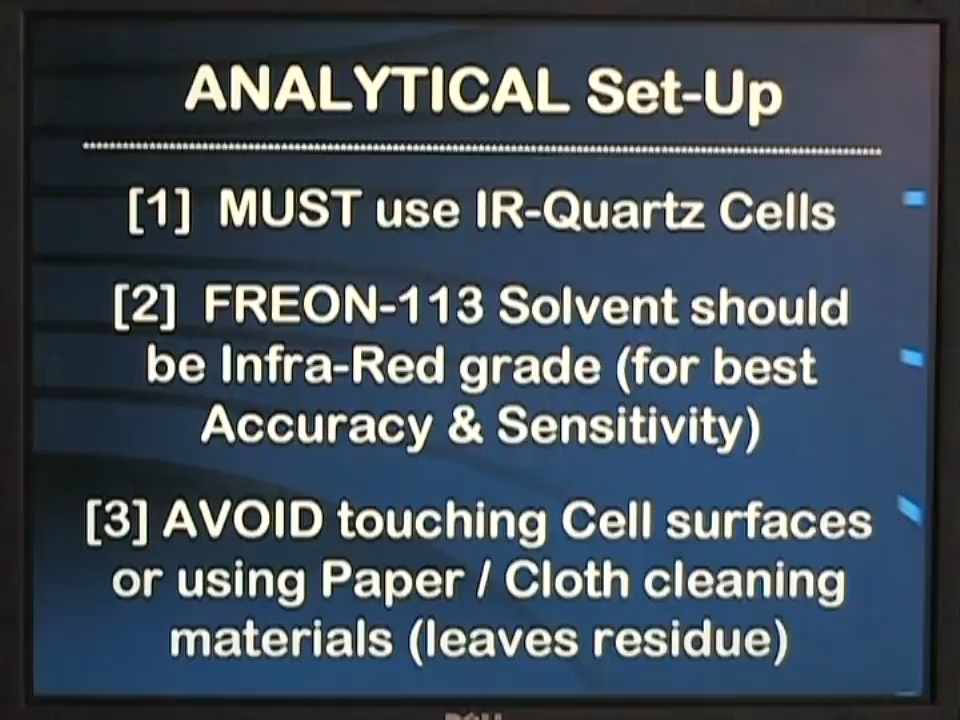 ANALYTICAL Set-Up
[1] MUST use IR-Quartz Cells
[2] FREON-113 Solvent should
be Infra-Red grade (for best
Accuracy & Sensitivity)
[3] AVOID touching Cell surfaces
or using Paper / Cloth cleaning
materials (leaves residue)